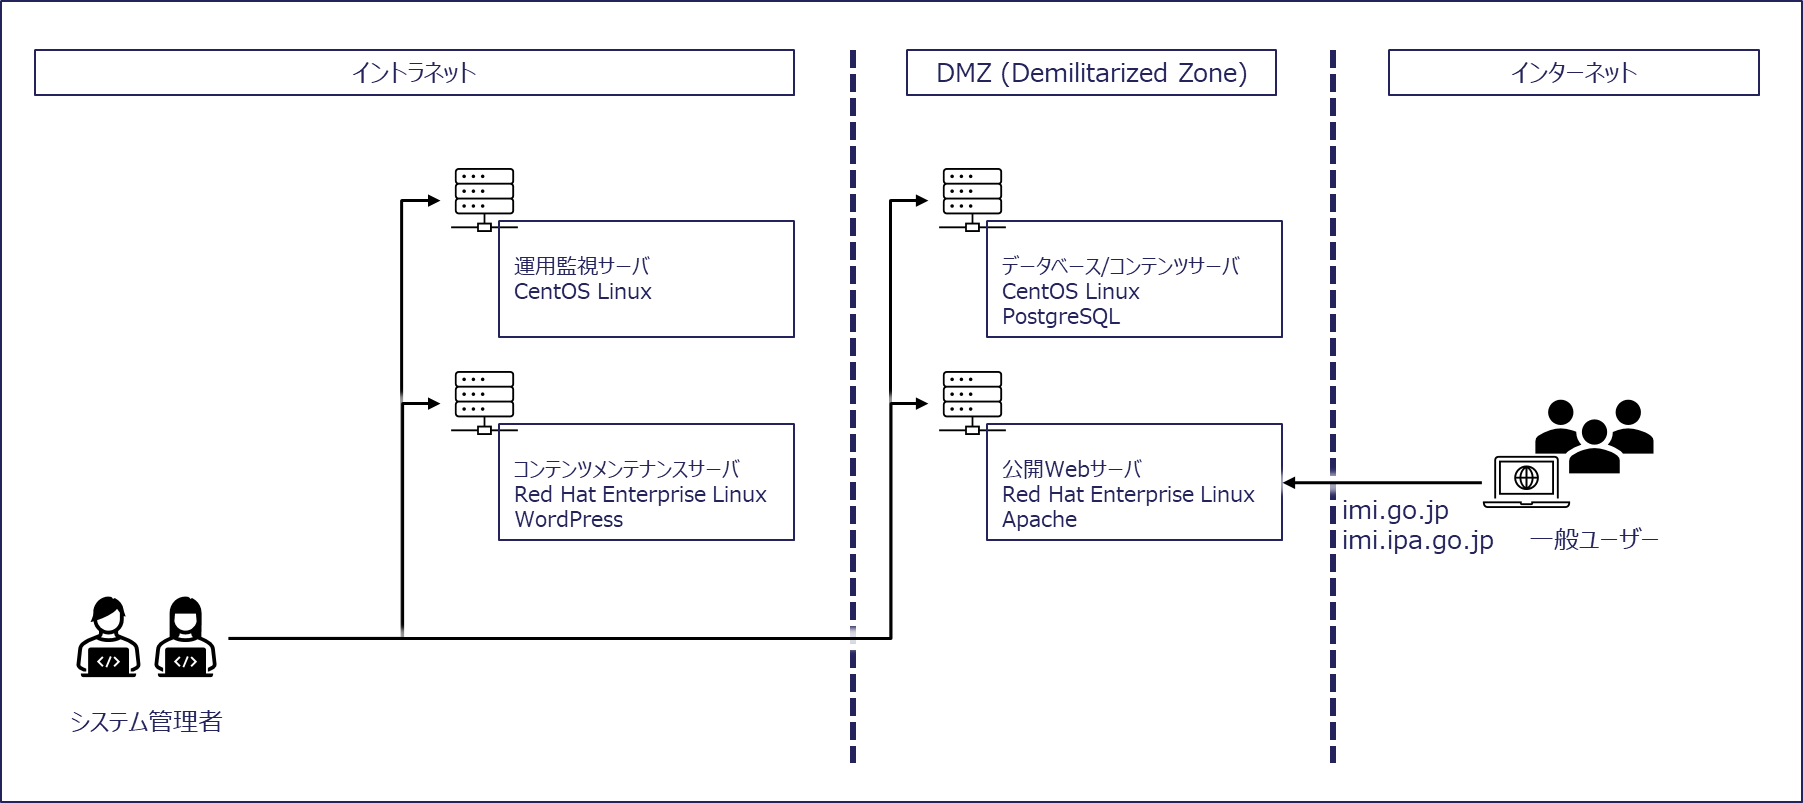 イントラネット
DMZ (Demilitarized Zone)
インターネット
運用監視サーバ
CentOS Linux
データベース/コンテンツサーバ
CentOS Linux
PostgreSQL
コンテンツメンテナンスサーバ
Red Hat Enterprise Linux
WordPress
公開Webサーバ
Red Hat Enterprise Linux
Apache
imi.go.jp
imi.ipa.go.jp
一般ユーザー
システム管理者